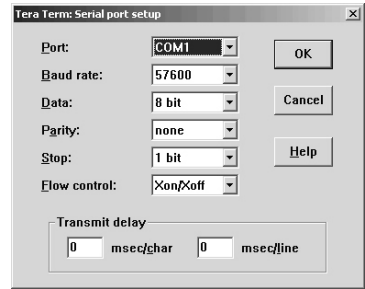 Tera Term: Serial port setup
Port: COM1
OK
Baud rate: 57600
Data: 8 bit
Cancel
Parity: none
Stop: 1 bit
Help
Flow control: Xon/Xoff
Transmit delay
0 msec/char 0 msec/line